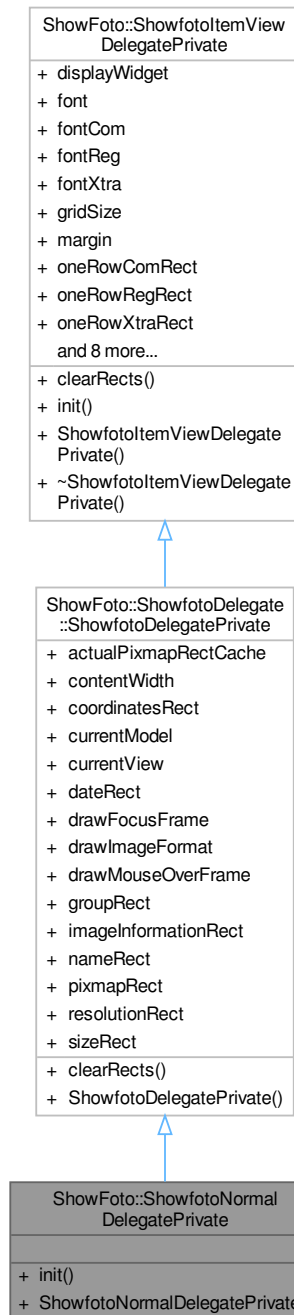 ShowFoto::ShowfotoItemView
DelegatePrivate
+ displayWidget
+ font
+ fontCom
+ fontReg
+ fontXtra
+ gridSize
+ margin
+ oneRowComRect
+ oneRowRegRect
+ oneRowXtraRect
and 8 more...
+ clearRects()
+ init()
+ ShowfotoItemViewDelegate
Private()
+ ~ShowfotoItemViewDelegate
Private()
ShowFoto::ShowfotoDelegate
::ShowfotoDelegatePrivate
+ actualPixmapRectCache
+ contentWidth
+ coordinatesRect
+ currentModel
+ currentView
+ dateRect
+ drawFocusFrame
+ drawImageFormat
+ drawMouseOverFrame
+ groupRect
+ imageInformationRect
+ nameRect
+ pixmapRect
+ resolutionRect
+ sizeRect
+ clearRects()
+ ShowfotoDelegatePrivate()
ShowFoto::ShowfotoNormal
DelegatePrivate
+ init()
+ ShowfotoNormalDelegatePrivate